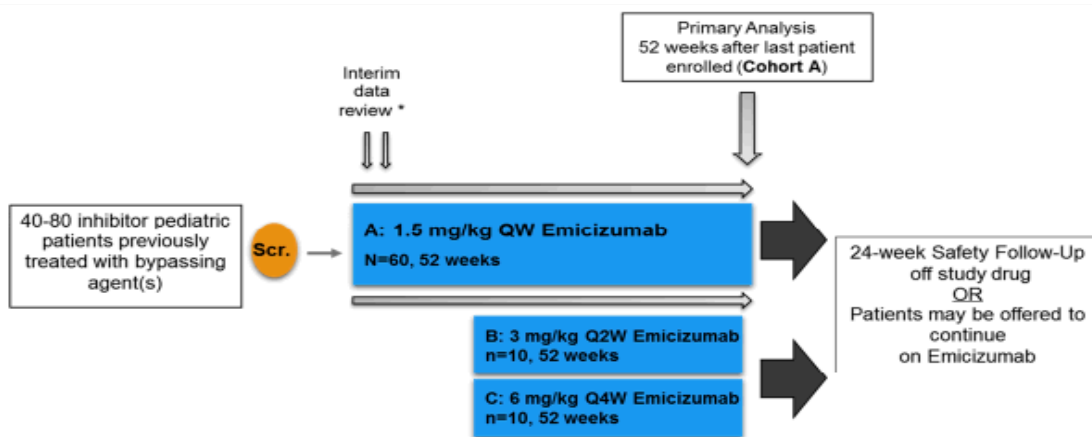 Primary Analysis
52 weeks after last patient
enrolled (Cohort A)
Interim
data
review *
40-80 inhibitor pediatric
patients previously
treated with bypassing
agent(s)
Scr.
A: 1.5 mg/kg QW Emicizumab
N=60, 52 weeks
B: 3 mg/kg Q2W Emicizumab
n=10, 52 weeks
C: 6 mg/kg Q4W Emicizumab
n=10, 52 weeks
24-week Safety Follow-Up
off study drug
OR
Patients may be offered to
continue
on Emicizumab